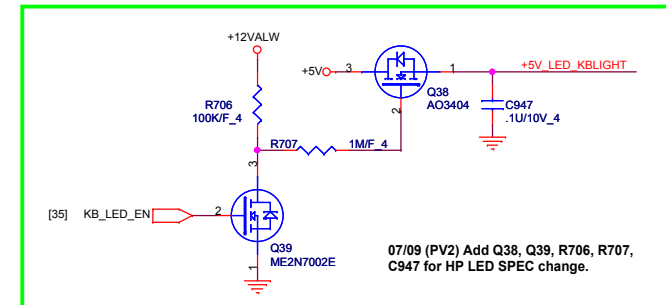 +12VALW
+5V
3
1
+5V_LED_KBLIGHT
Q38
AO3404
R706
100K/F_4
2
C947
.1U/10V_4
R707
1M/F_4
3
[35] KB_LED_EN
2
Q39
ME2N7002E
1
07/09 (PV2) Add Q38, Q39, R706, R707,
C947 for HP LED SPEC change.